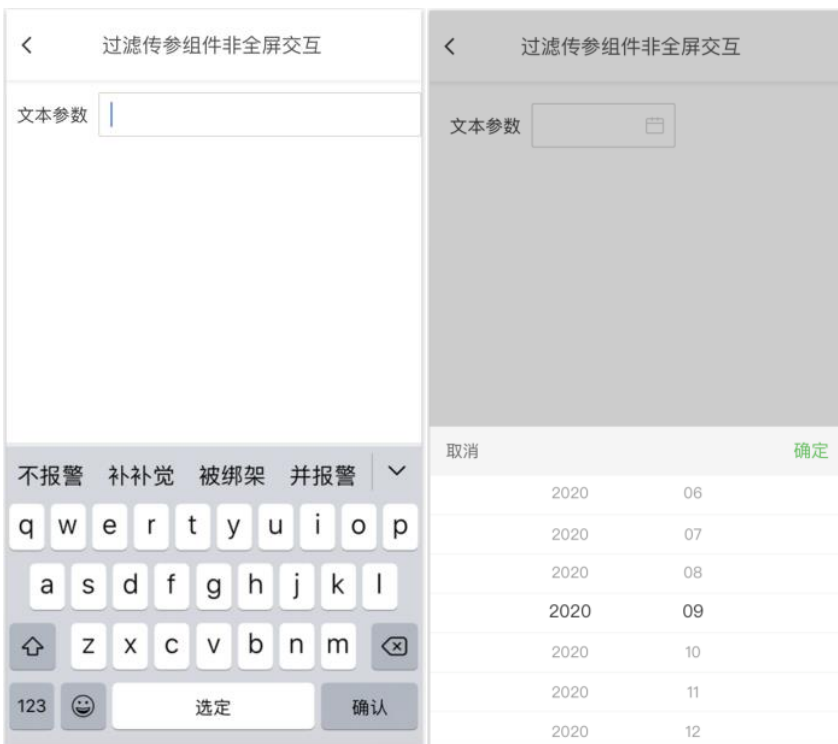 过滤传参组件非全屏交互
文本参数
不报警 补补觉 被绑架 并报警
q w e r t y u i o p
a s d f g h j k l
z x c v b n m
123 选定 确认
过滤传参组件非全屏交互
文本参数
取消 确定
2020 06
2020 07
2020 08
2020 09
2020 10
2020 11
2020 12